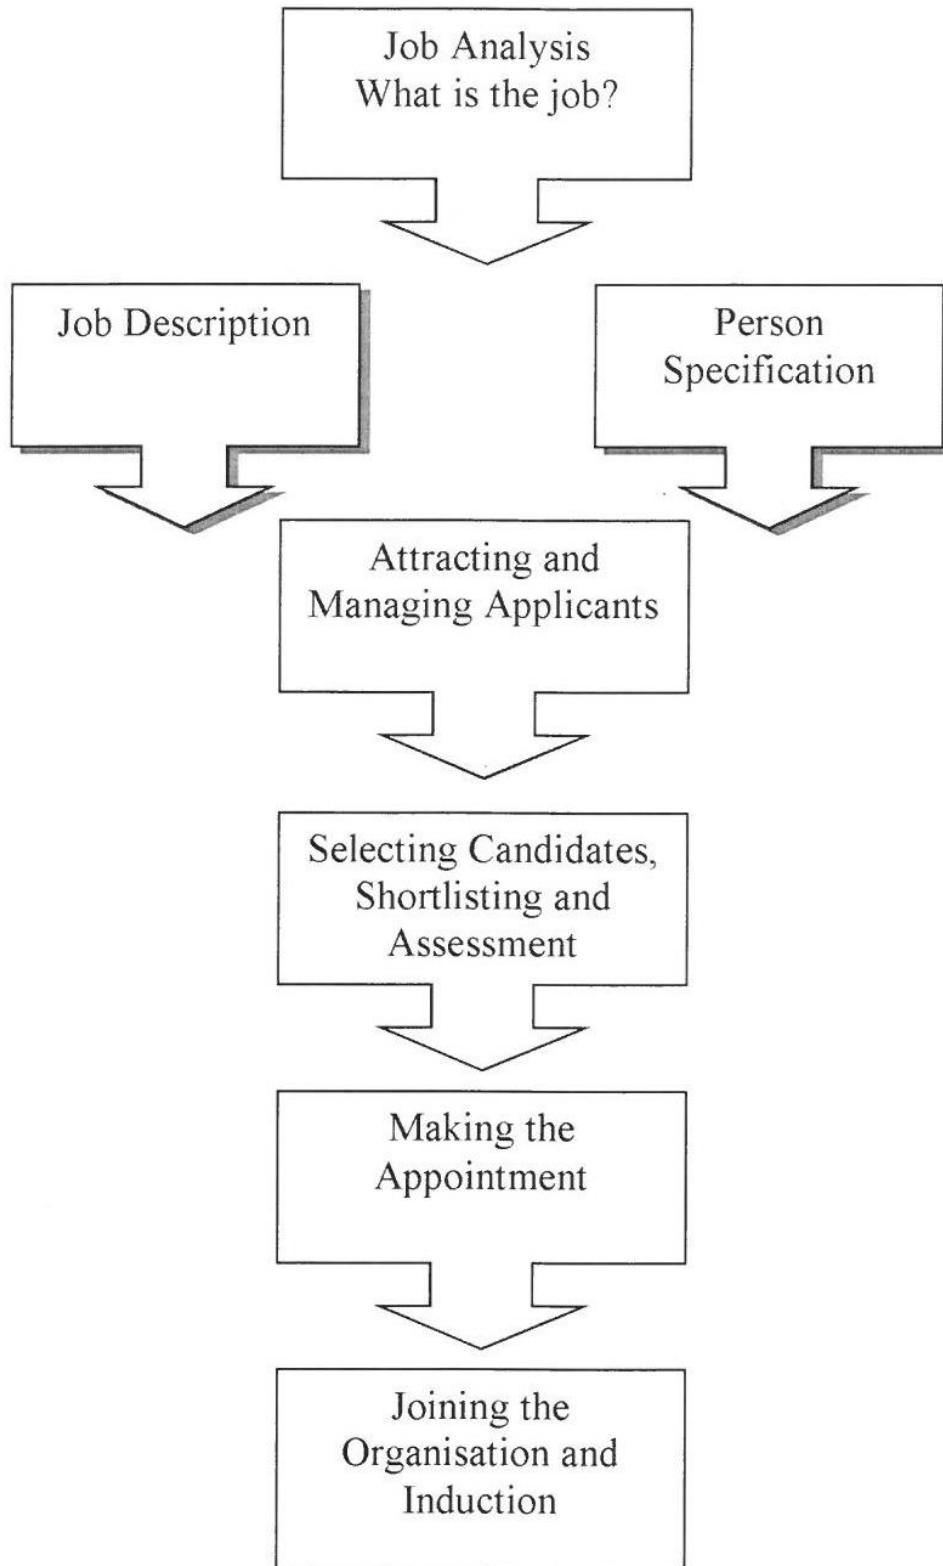 Job Analysis
What is the job?
Job Description
Person
Specification
Attracting and
Managing Applicants
Selecting Candidates,
Shortlisting and
Assessment
Making the
Appointment
Joining the
Organisation and
Induction